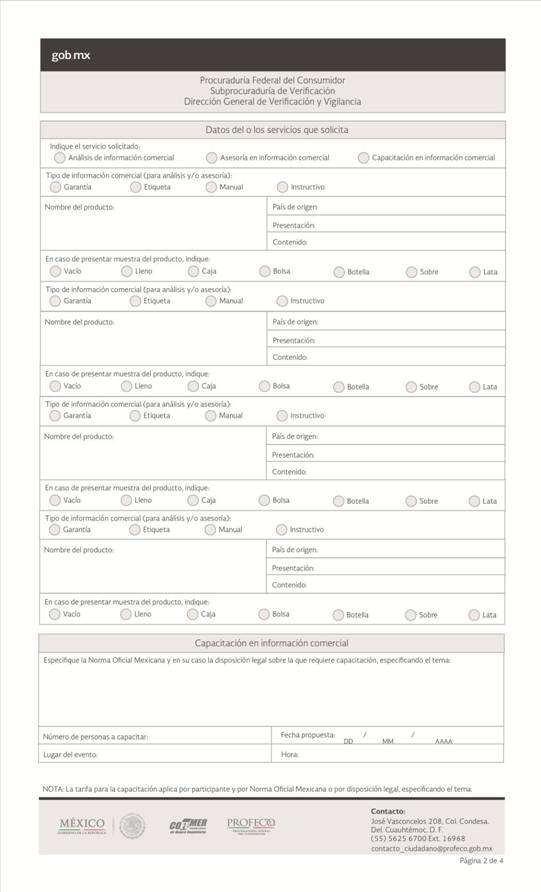 gob mx
Procuraduría Federal del Consumidor
Subprocuraduría de Verificación
Dirección General de Verificación y Vigilancia
Datos del o los servicios que solicita
Indique el servicio solicitado:
Análisis de información comercial Asesoría en información comercial Capacitación en información comercial
Tipo de información comercial (para análisis y/o asesoría):
Garantía Etiqueta Manual Instructivo
Nombre del producto: País de origen:
Presentación:
Contenido:
En caso de presentar muestra del producto, indique:
Vacío Lleno Caja Bolsa Botella Sobre Lata
Tipo de información comercial (para análisis y/o asesoría):
Garantía Etiqueta Manual Instructivo
Nombre del producto: País de origen:
Presentación:
Contenido:
En caso de presentar muestra del producto, indique:
Vacío Lleno Caja Bolsa Botella Sobre Lata
Tipo de información comercial (para análisis y/o asesoría):
Garantía Etiqueta Manual Instructivo
Nombre del producto: País de origen:
Presentación:
Contenido:
En caso de presentar muestra del producto, indique:
Vacío Lleno Caja Bolsa Botella Sobre Lata
Tipo de información comercial (para análisis y/o asesoría):
Garantía Etiqueta Manual Instructivo
Nombre del producto: País de origen:
Presentación:
Contenido:
En caso de presentar muestra del producto, indique:
Vacío Lleno Caja Bolsa Botella Sobre Lata
Capacitación en información comercial
Especifique la Norma Oficial Mexicana y en su caso la disposición legal sobre la que requiere capacitación, especificando el tema:
Número de personas a capacitar: Fecha propuesta: / /
DD MM AAAA
Lugar del evento: Hora:
NOTA: La tarifa para la capacitación aplica por participante y por Norma Oficial Mexicana o por disposición legal, especificando el tema.
MÉXICO
GOBIERNO DE LA REPÚBLICA
COFEMER
PROFECO
Contacto:
José Vasconcelos 208, Col. Condesa.
Del. Cuauhtémoc. D. F.
(55) 5625 6700 Ext. 16968
contacto_ciudadano@profeco.gob.mx
Página 2 de 4